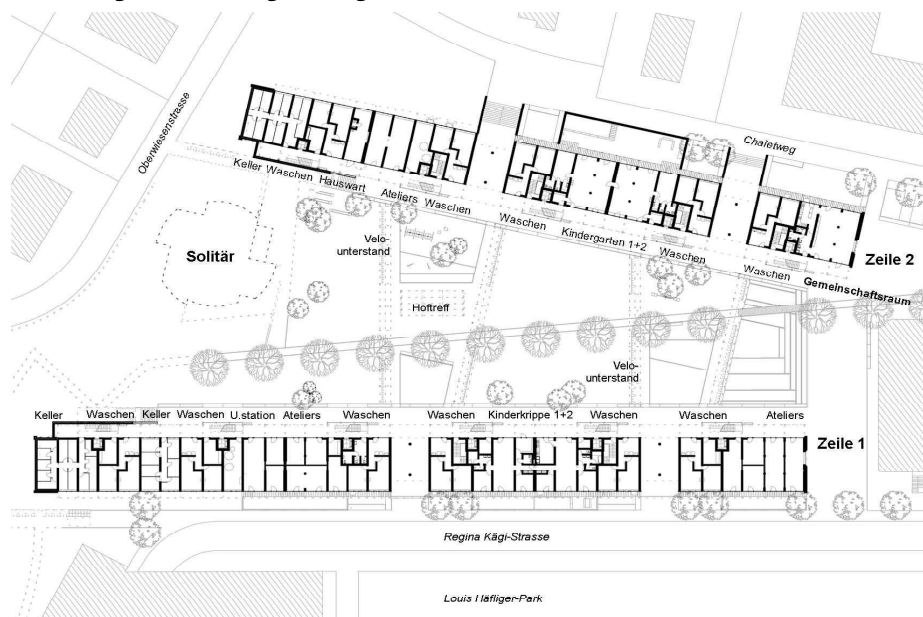 Oberwiesenstrasse
Chaletweg
Keller Waschen Hauswart Ateliers Waschen Waschen Kindergarten 1+2 Waschen Waschen Gemeinschaftsraum
Zeile 2
Solitär
Velo-
unterstand
Hoftreff
Velo-
unterstand
Keller Waschen Keller Waschen U.station Ateliers Waschen Waschen Kinderkrippe 1+2 Waschen Waschen Ateliers
Zeile 1
Regina Kägi-Strasse
Louis Häfliger-Park